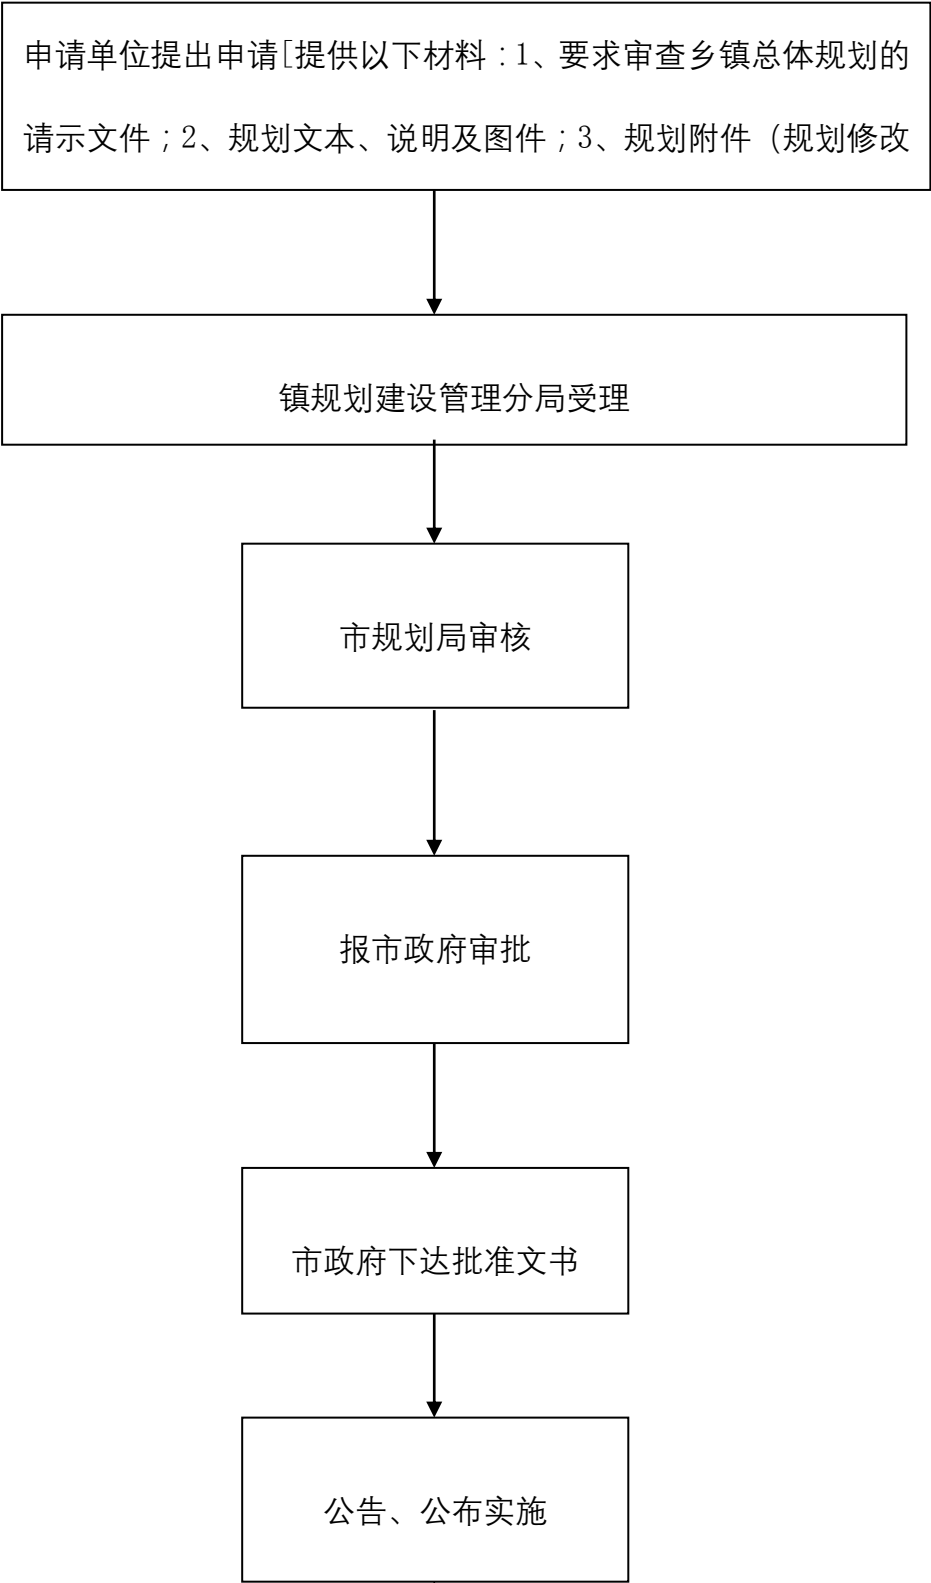 申请单位提出申请[提供以下材料：1、要求审查乡镇总体规划的
请示文件；2、规划文本、说明及图件；3、规划附件（规划修改
镇规划建设管理分局受理
市规划局审核
报市政府审批
市政府下达批准文书
公告、公布实施